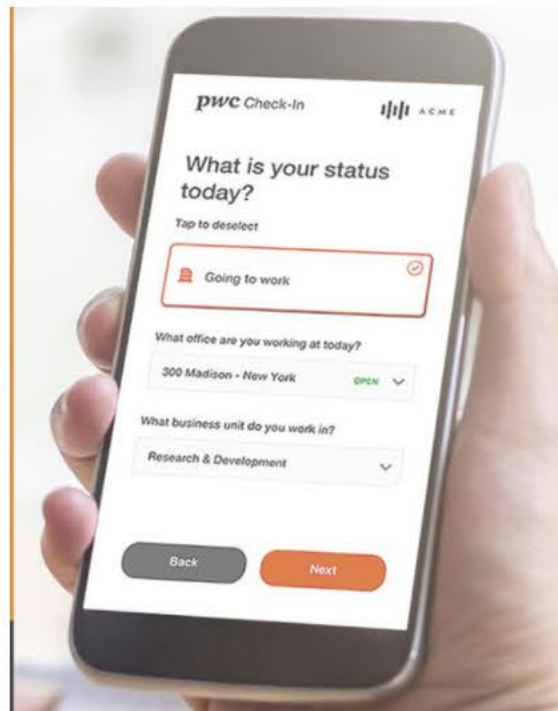 pwc Check-In
ACME
What is your status
today?
Tap to deselect
Going to work
What office are you working at today?
300 Madison - New York OPEN
What business unit do you work in?
Research & Development
Back
Next